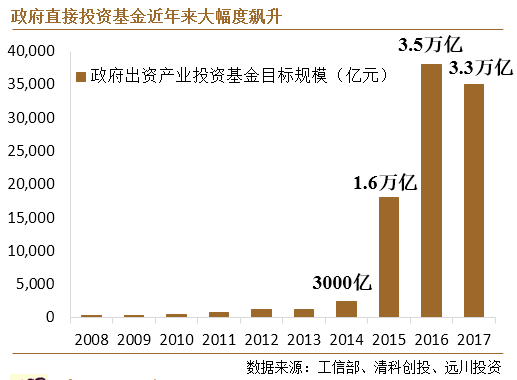 政府直接投资基金近年来大幅度飙升
40,000
35,000
30,000
25,000
20,000
15,000
10,000
5,000
0
政府出资产业投资基金目标规模（亿元）
3000亿
1.6万亿
3.5万亿
3.3万亿
2008 2009 2010 2011 2012 2013 2014 2015 2016 2017
数据来源：工信部、清科创投、远川投资